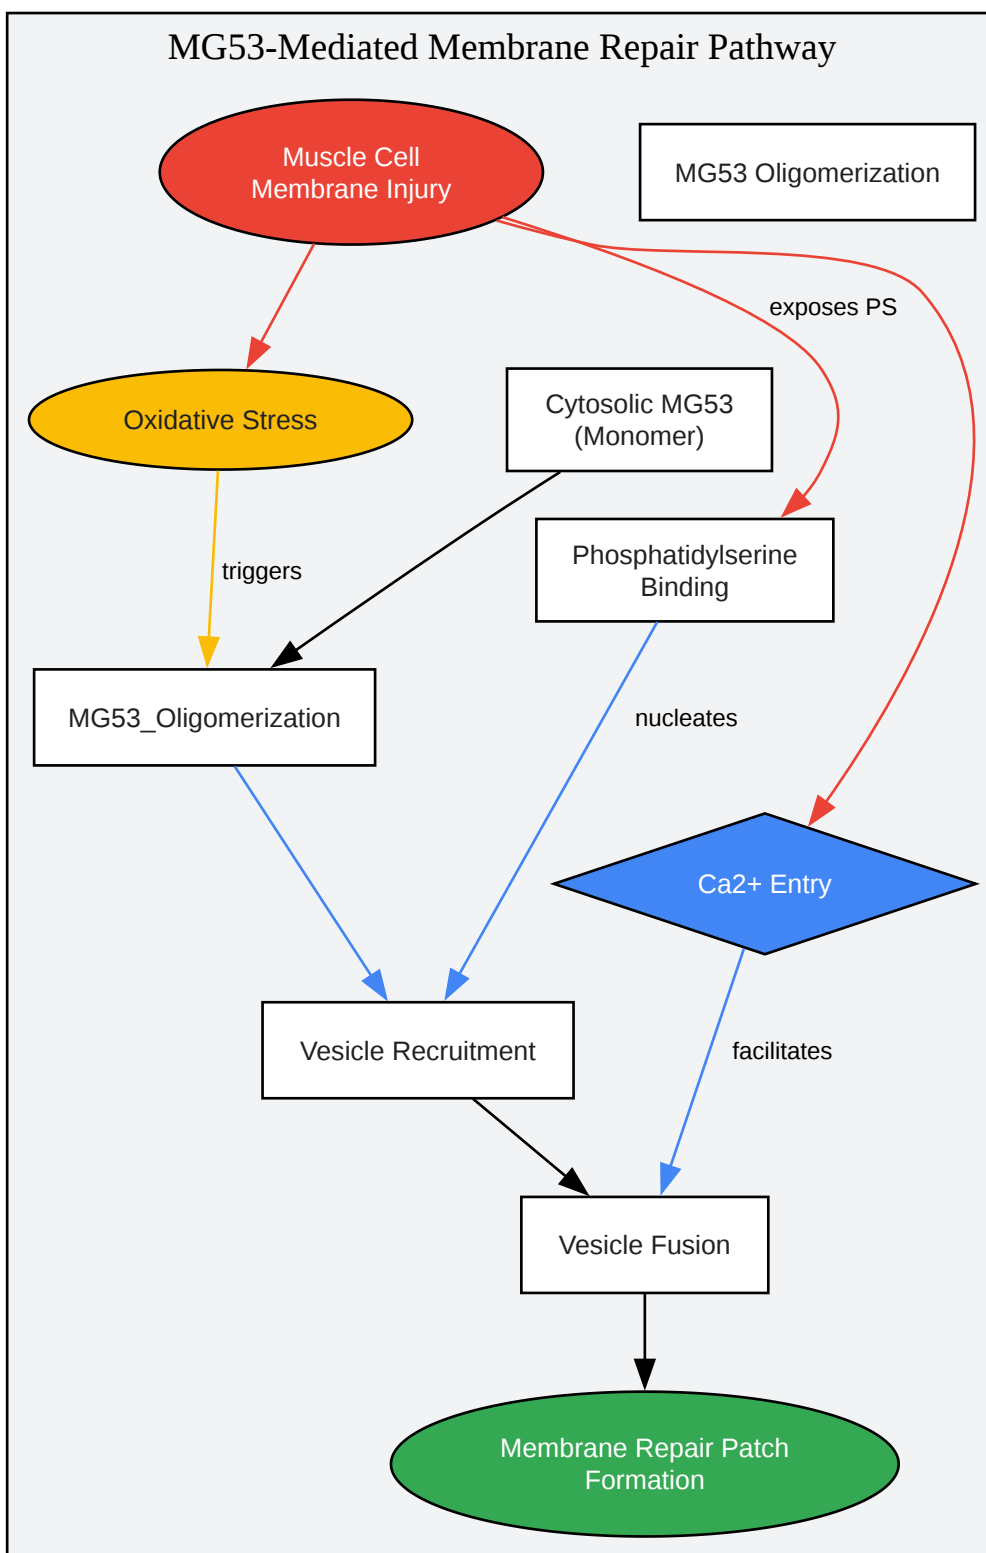 MG53-Mediated Membrane Repair Pathway
Muscle Cell
Membrane Injury
MG53 Oligomerization
exposes PS
Oxidative Stress
Cytosolic MG53
(Monomer)
triggers
Phosphatidylserine
Binding
MG53_Oligomerization
nucleates
Ca2+ Entry
Vesicle Recruitment
facilitates
Vesicle Fusion
Membrane Repair Patch
Formation